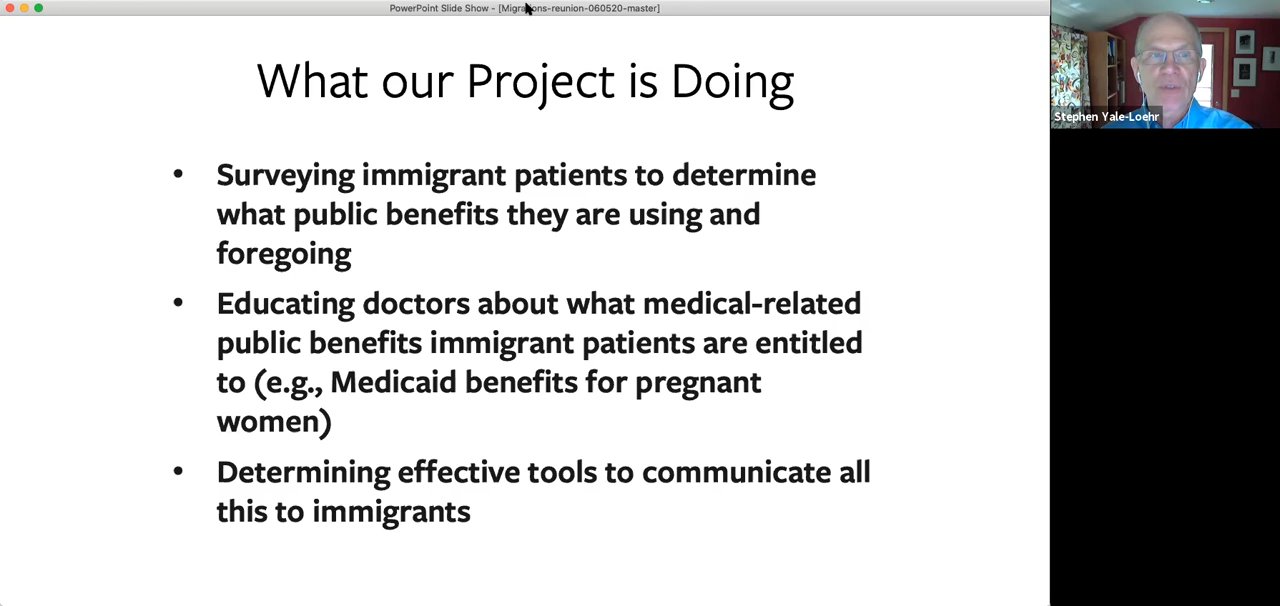 PowerPoint Slide Show - [Migrations-reunion-060520-master]
What our Project is Doing
• Surveying immigrant patients to determine
what public benefits they are using and
foregoing
• Educating doctors about what medical-related
public benefits immigrant patients are entitled
to (e.g., Medicaid benefits for pregnant
women)
• Determining effective tools to communicate all
this to immigrants
Stephen Yale-Loehr